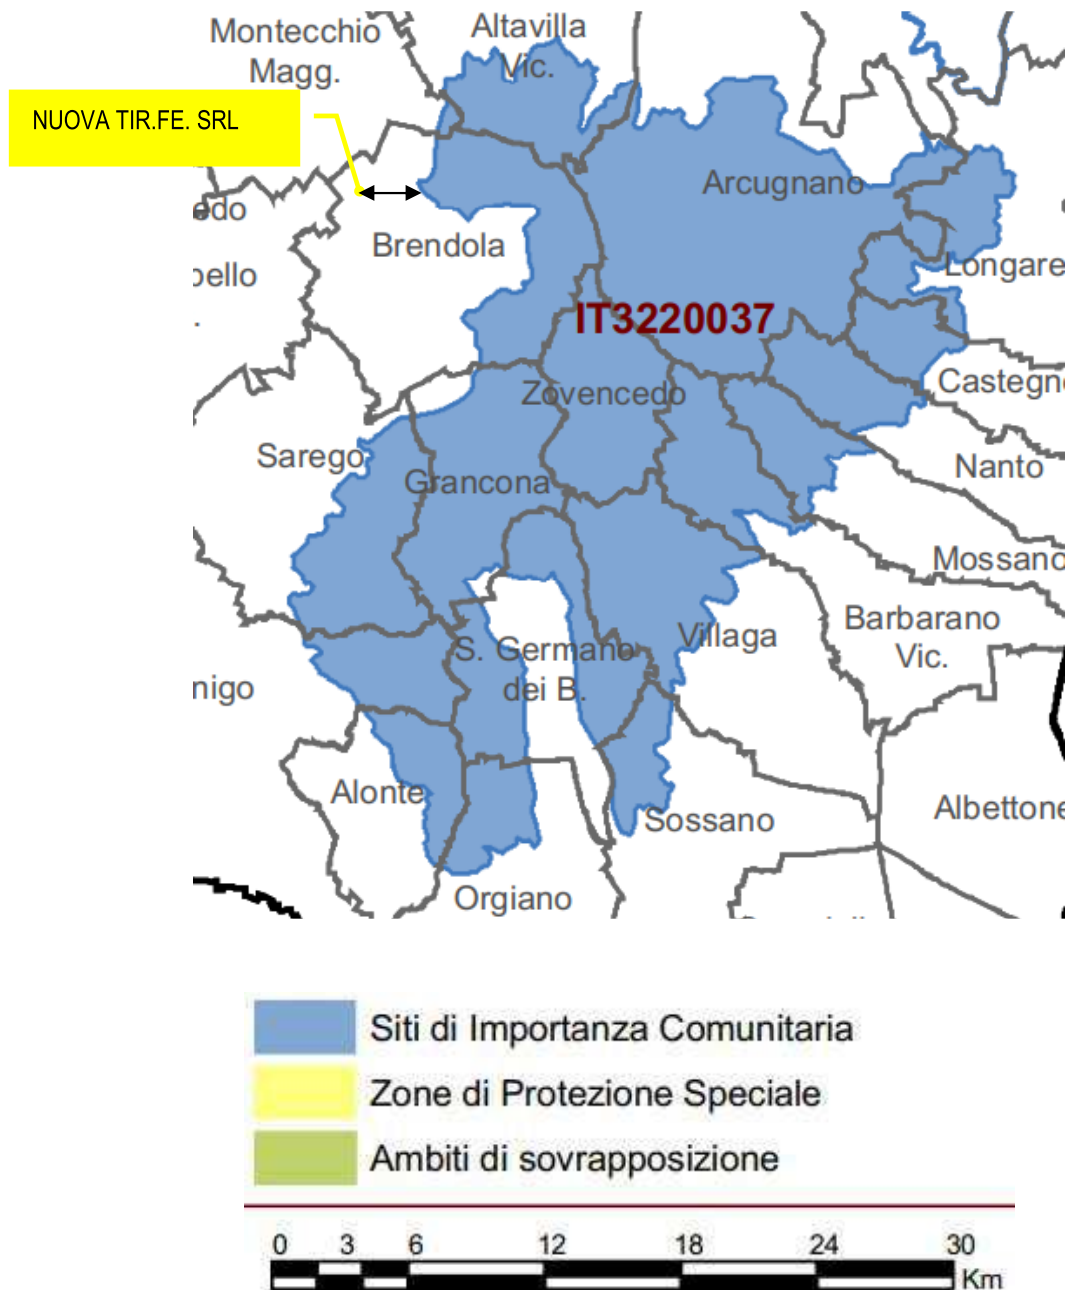 Montecchio
Magg.
Altavilla
Vic.
NUOVA TIR.FE. SRL
Arcugnano
edo
Brendola
pello
Longare
IT3220037
Zovencedo
Castegn
Sarego
Grancona
Nanto
Mossano
Barbarano
Vic.
Villaga
S. Germano
dei B.
nigo
Alonte
Albettone
Sossano
Orgiano
Siti di Importanza Comunitaria
Zone di Protezione Speciale
Ambiti di sovrapposizione
0 3 6 12 18 24 30
Km